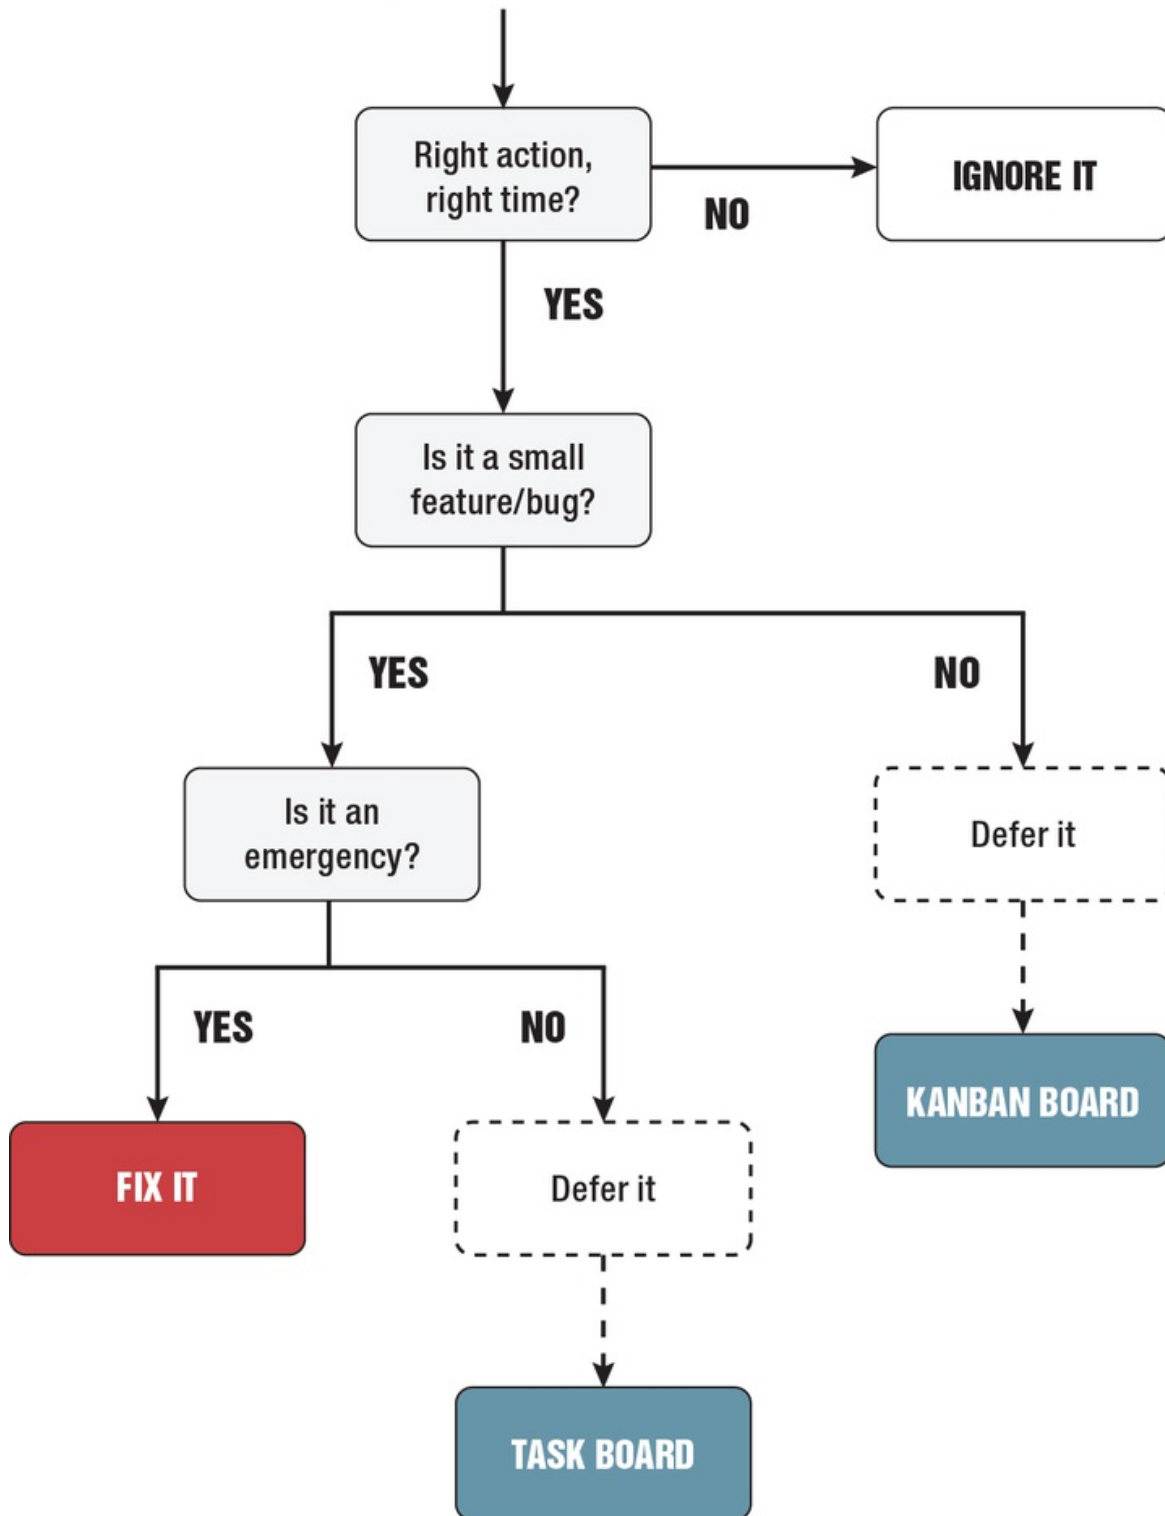 Right action,
right time?
IGNORE IT
NO
YES
Is it a small
feature/bug?
YES
NO
Is it an
emergency?
Defer it
YES
NO
KANBAN BOARD
FIX IT
Defer it
TASK BOARD